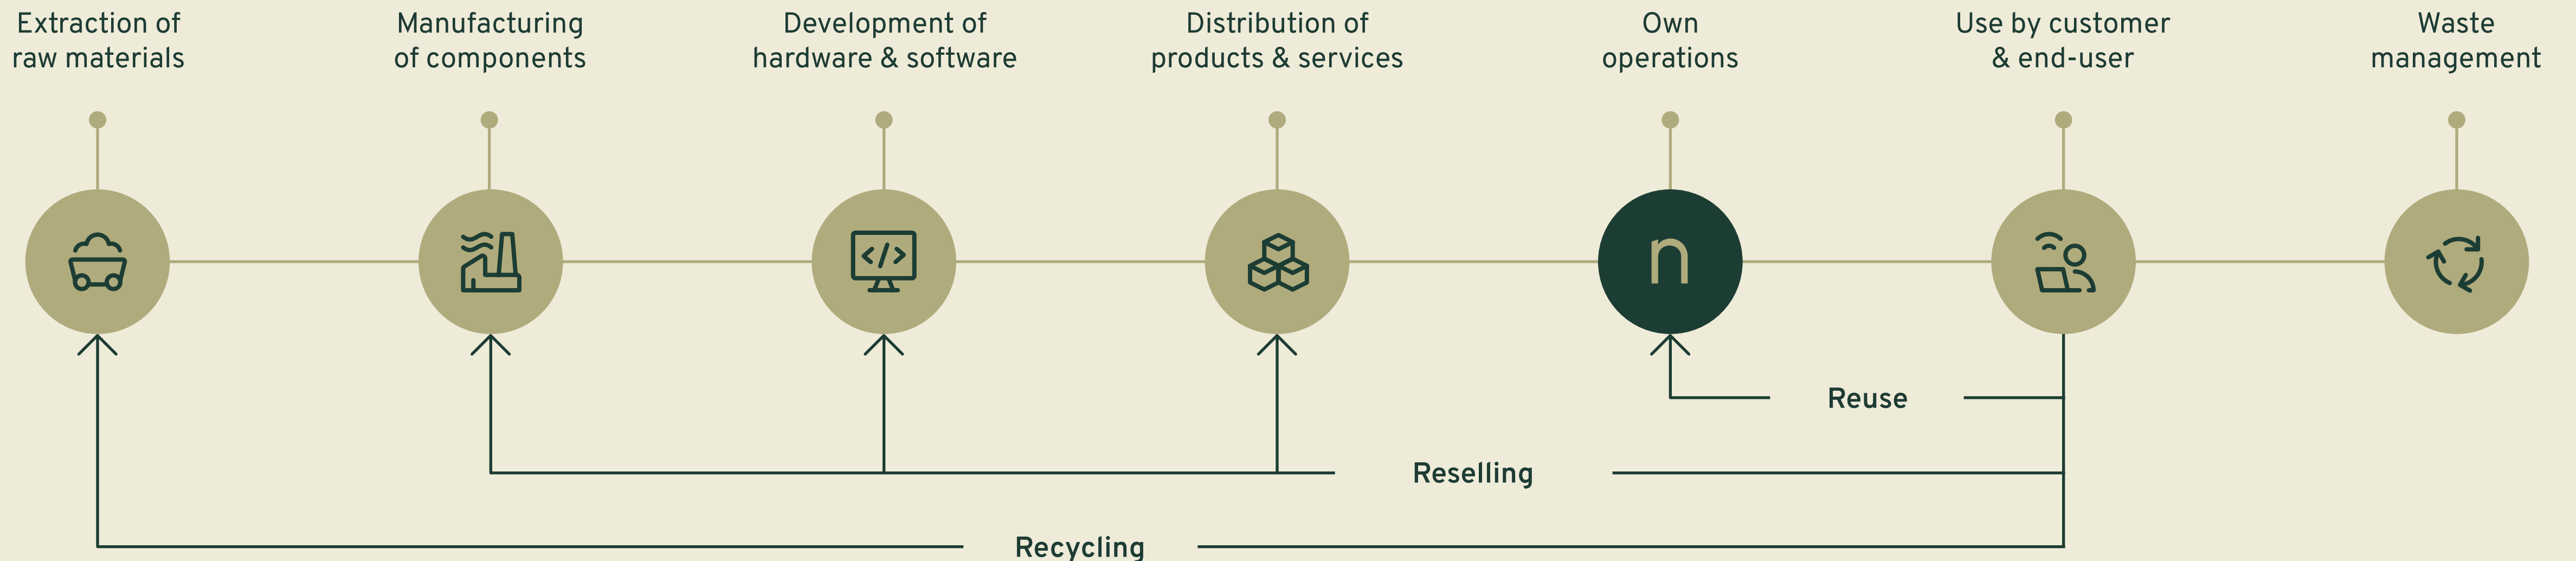 Extraction of
raw materials
Manufacturing
of components
Development of
hardware & software
Distribution of
products & services
Own
operations
Use by customer
& end-user
Waste
management
</>
n
Reuse
Reselling
Recycling